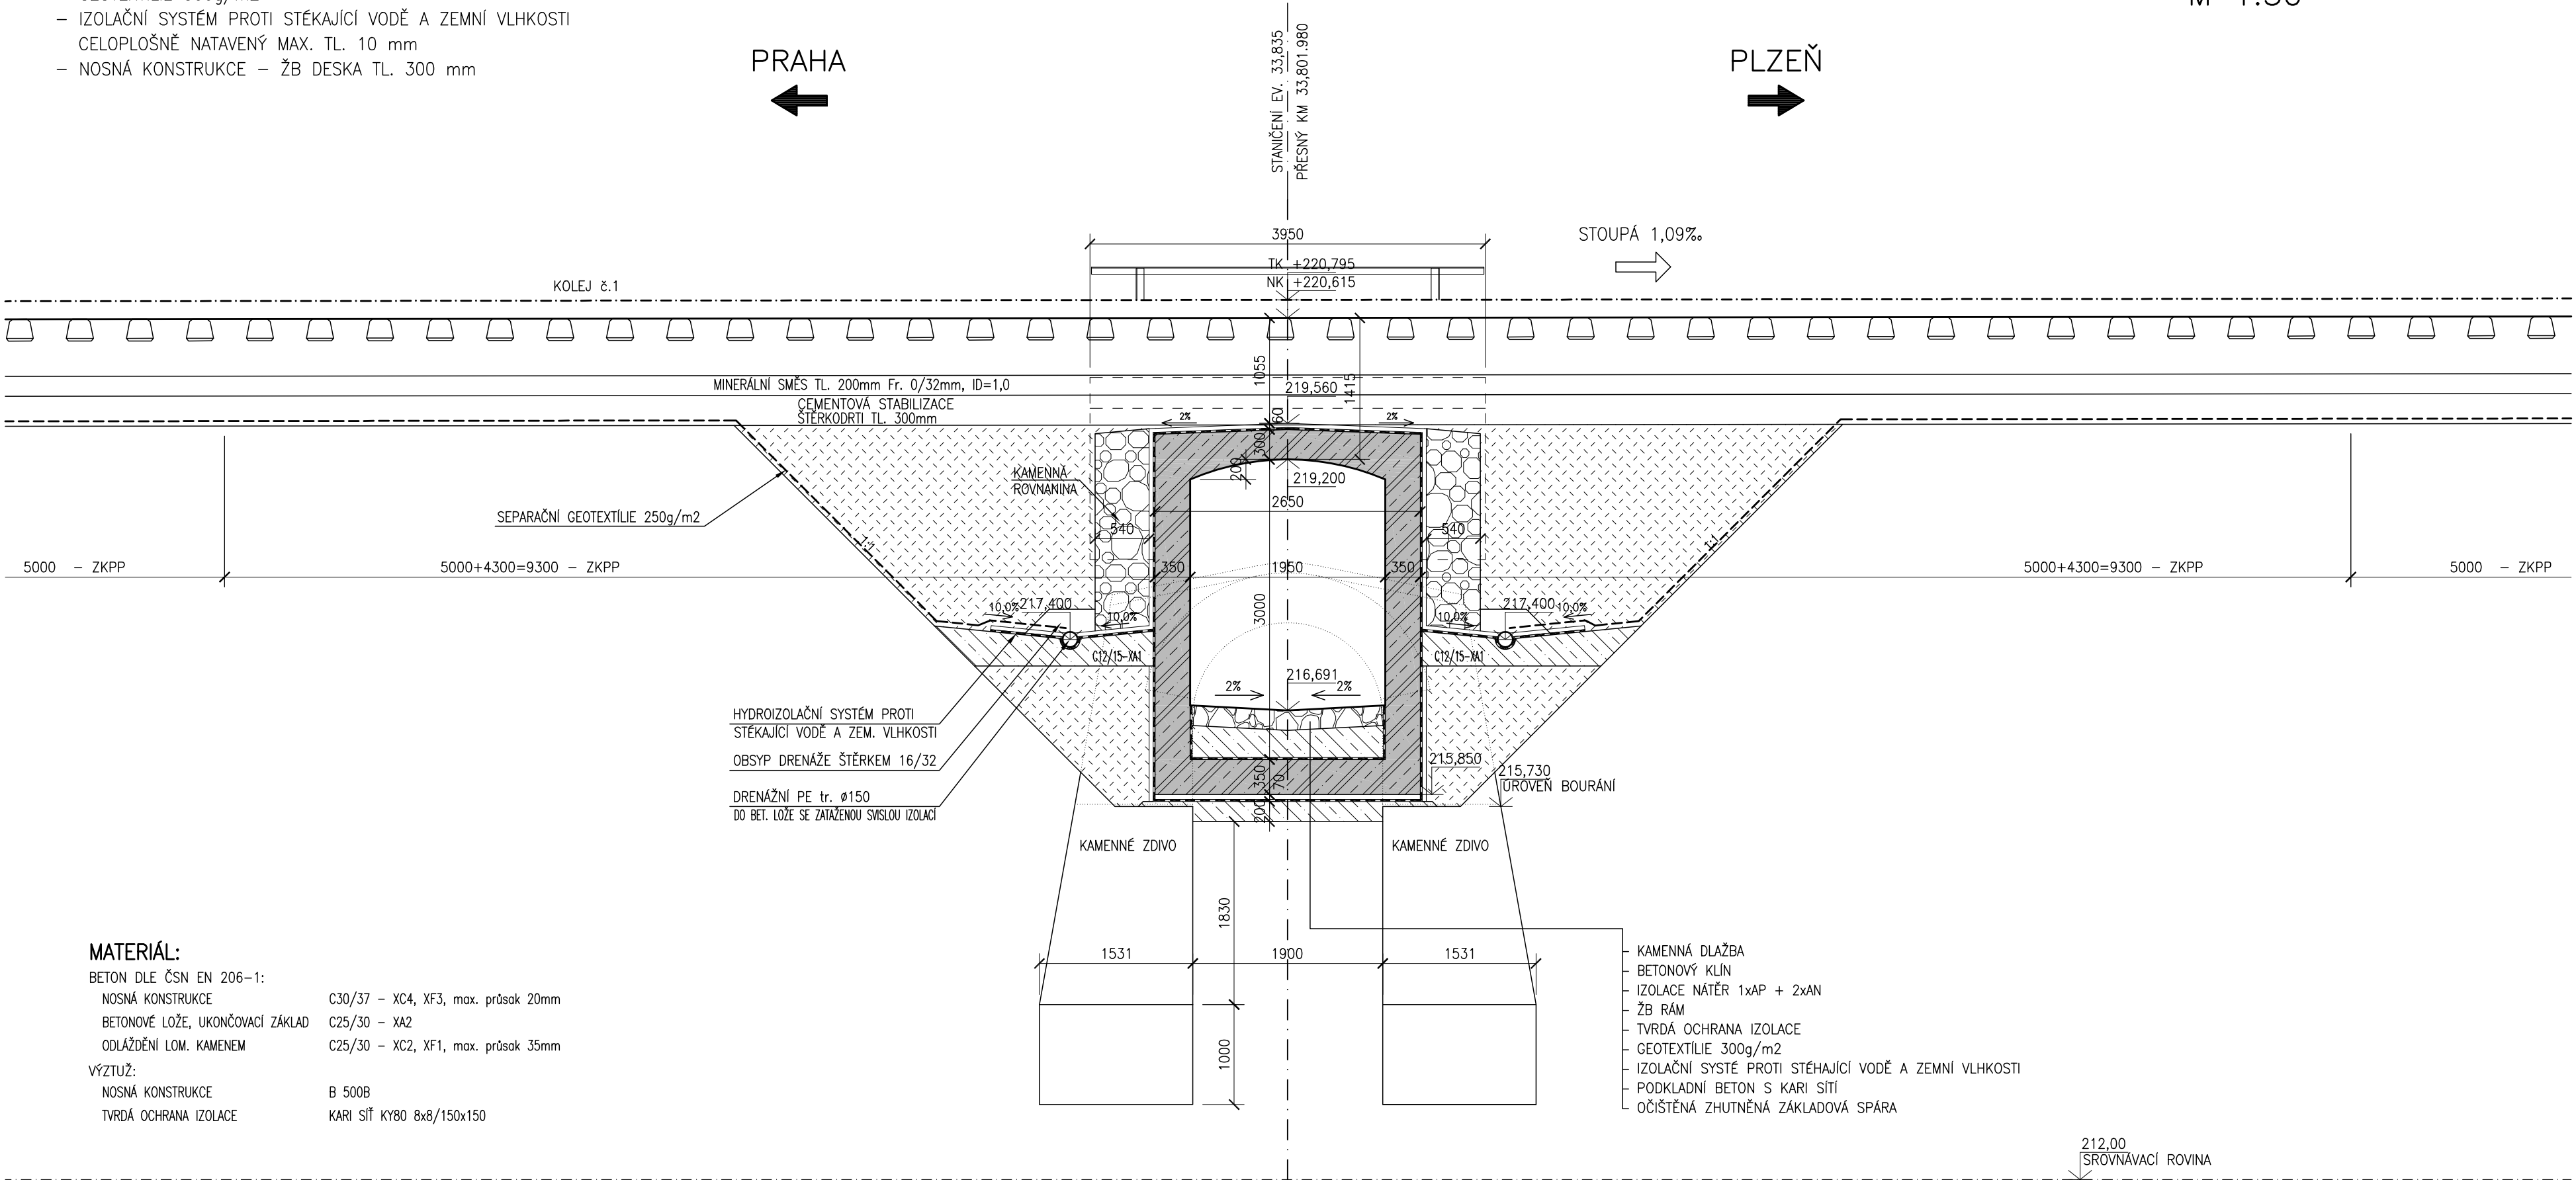 – IZOLAČNÍ SYSTÉM PROTI STÉKAJÍCÍ VODĚ A ZEMNÍ VLHKOSTI
CELOPLOŠNĚ NATAVENÝ MAX. TL. 10 mm
– NOSNÁ KONSTRUKCE – ŽB DESKA TL. 300 mm
PRAHA
PLZEŇ
STANIČENÍ EV. 33,835
PŘESNÝ KM 33,801.980
3950
STOUPÁ 1,09‰
TK +220,795
NK +220,615
KOLEJ č.1
1055
1415
MINERÁLNÍ SMĚS TL. 200mm Fr. 0/32mm, ID=1,0
219,560
CEMENTOVÁ STABILIZACE
ŠTĚRKODRTI TL. 300mm
60
2%
2%
300
200
KAMENNÁ
ROVNANINA
219,200
2650
SEPARAČNÍ GEOTEXTÍLIE 250g/m2
540
540
1:1
1:1
5000 – ZKPP
5000+4300=9300 – ZKPP
350
1950
350
5000+4300=9300 – ZKPP
5000 – ZKPP
3000
10,0%
217,400
10,0%
10,0%
217,400
10,0%
C12/15-XA1
C12/15-XA1
216,691
2%
2%
HYDROIZOLAČNÍ SYSTÉM PROTI
STÉKAJÍCÍ VODĚ A ZEM. VLHKOSTI
OBSYP DRENÁŽE ŠTĚRKEM 16/32
DRENÁŽNÍ PE tr. ø150
DO BET. LOŽE SE ZATAŽENOU SVISLOU IZOLACÍ
350
70
200
215,850
215,730
ÚROVEŇ BOURÁNÍ
KAMENNÉ ZDIVO
KAMENNÉ ZDIVO
1830
1531
1900
1531
1000
MATERIÁL:
BETON DLE ČSN EN 206–1:
NOSNÁ KONSTRUKCE C30/37 – XC4, XF3, max. průsak 20mm
BETONOVÉ LOŽE, UKONČOVACÍ ZÁKLAD C25/30 – XA2
ODLÁŽDĚNÍ LOM. KAMENEM C25/30 – XC2, XF1, max. průsak 35mm
VÝZTUŽ:
NOSNÁ KONSTRUKCE B 500B
TVRDÁ OCHRANA IZOLACE KARI SÍŤ KY80 8x8/150x150
KAMENNÁ DLAŽBA
BETONOVÝ KLÍN
IZOLACE NÁTĚR 1xAP + 2xAN
ŽB RÁM
TVRDÁ OCHRANA IZOLACE
GEOTEXTÍLIE 300g/m2
IZOLAČNÍ SYSTÉ PROTI STÉHAJÍCÍ VODĚ A ZEMNÍ VLHKOSTI
PODKLADNÍ BETON S KARI SÍTÍ
OČIŠTĚNÁ ZHUTNĚNÁ ZÁKLADOVÁ SPÁRA
212,00
SROVNÁVACÍ ROVINA